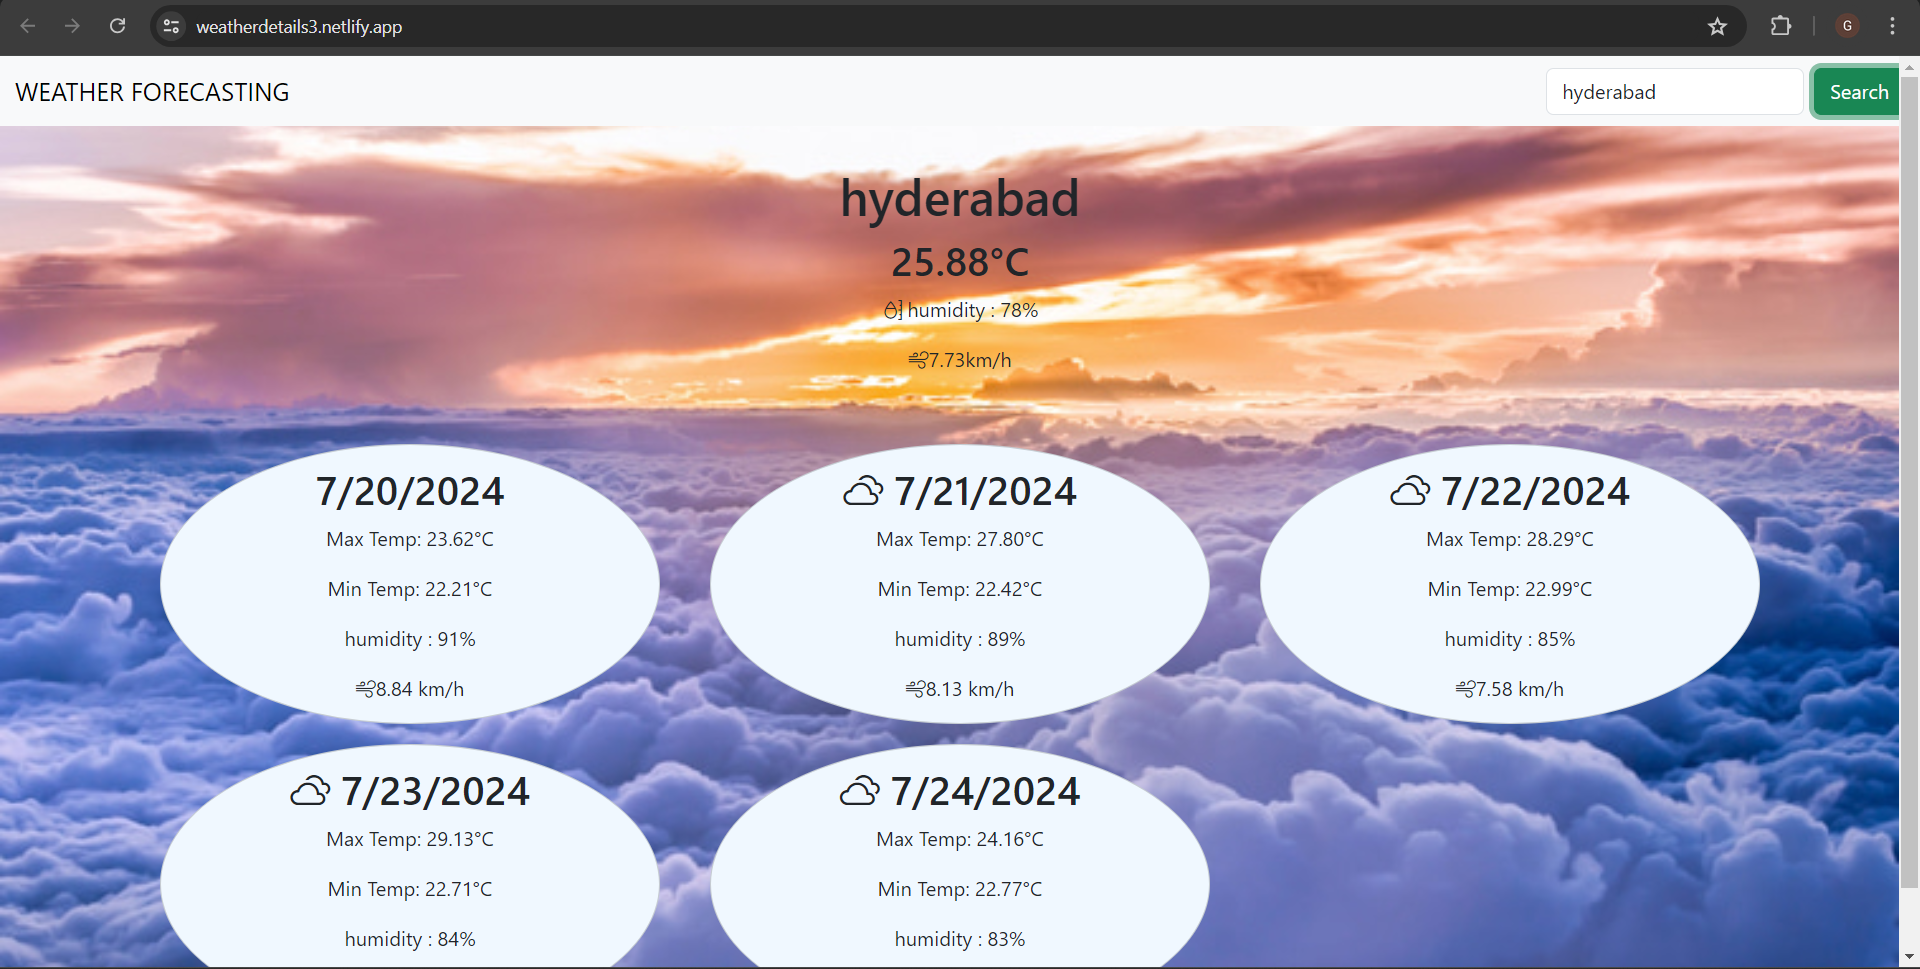 weatherdetails3.netlify.app
G
WEATHER FORECASTING
hyderabad
Search
hyderabad
25.88°C
humidity : 78%
7.73km/h
7/20/2024
Max Temp: 23.62°C
Min Temp: 22.21°C
humidity : 91%
8.84 km/h
7/21/2024
Max Temp: 27.80°C
Min Temp: 22.42°C
humidity : 89%
8.13 km/h
7/22/2024
Max Temp: 28.29°C
Min Temp: 22.99°C
humidity : 85%
7.58 km/h
7/23/2024
Max Temp: 29.13°C
Min Temp: 22.71°C
humidity : 84%
7/24/2024
Max Temp: 24.16°C
Min Temp: 22.77°C
humidity : 83%